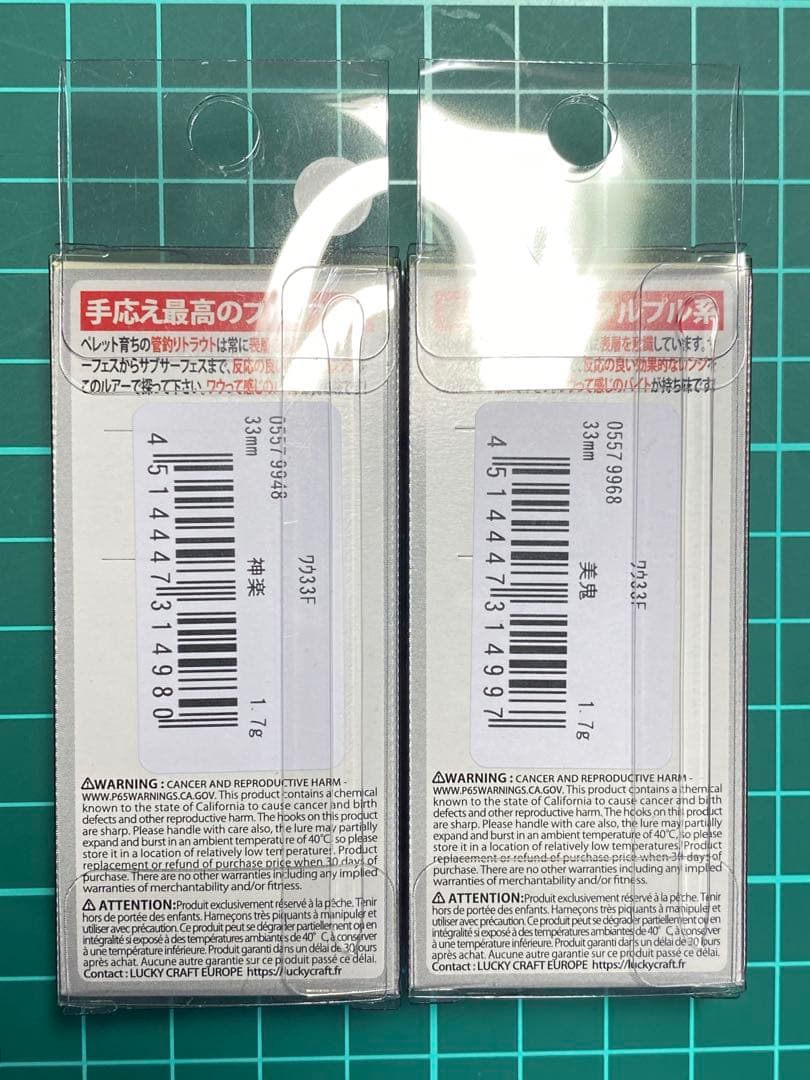 手応え最高のプ
ペレット育ちの管釣りトラウトは常に表層
ーフェスからサブサーフェスまで、反応の良い
このルアーで探って下さい。ワウって感じの
0557 9948
ワウ33F
33mm
神楽
1.7g
4 514447 314980
⚠WARNING : CANCER AND REPRODUCTIVE HARM -
WWW.P65WARNINGS.CA.GOV. This product contains a chemical
known to the state of California to cause cancer and birth
defects and other reproductive harm. The hooks on this product
are sharp. Please handle with care also, the lure may partially
expand and burst in an ambient temperature of 40℃, so please
store it in a location of relatively low temperatures. Product
replacement or refund of purchase price when 30 days of
purchase. There are no other warranties including any implied
warranties of merchantability and/or fitness.
⚠ ATTENTION:Produit exclusivement réservé à la pêche. Tenir
hors de portée des enfants. Harneçons très piquants à manipuler et
utiliser avec précaution. Ce produit peut se dégrader partiellement ou en
intégralité si exposé à des températures ambiantes de 40° C, à conserver
à une température inférieure. Produit garanti dans un délai de 30 jours
après achat. Aucune autre garantie sur ce produit passé ce délai.
Contact : LUCKY CRAFT EUROPE https://luckycraft.fr
ルプル系
表層を意識しています。
反応の良い効果的なレンジを
ワウって感じのバイトが持ち味です
0557 9968
ワウ33F
33mm
美鬼
1.7g
4 514447 314997
⚠WARNING : CANCER AND REPRODUCTIVE HARM -
WWW.P65WARNINGS.CA.GOV. This product contains a chemical
known to the state of California to cause cancer and birth
defects and other reproductive harm. The hooks on this product
are sharp. Please handle with care also, the lure may partially
expand and burst in an ambient temperature of 40℃, so please
store it in a location of relatively low temperatures. Product
replacement or refund of purchase price when 30 days of
purchase. There are no other warranties including any implied
warranties of merchantability and/or fitness.
⚠ ATTENTION:Produit exclusivement réservé à la pêche. Tenir
hors de portée des enfants. Harneçons très piquants à manipuler et
utiliser avec précaution. Ce produit peut se dégrader partiellement ou en
intégralité si exposé à des températures ambiantes de 40° C, à conserver
à une température inférieure. Produit garanti dans un délai de 30 jours
après achat. Aucune autre garantie sur ce produit passé ce délai.
Contact : LUCKY CRAFT EUROPE https://luckycraft.fr